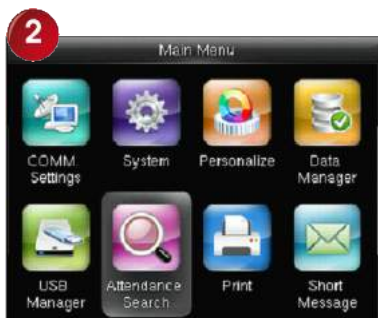 2
Main Menu
COMM. Settings
System
Personalize
Data Manager
USB Manager
Attendance Search
Print
Short Message